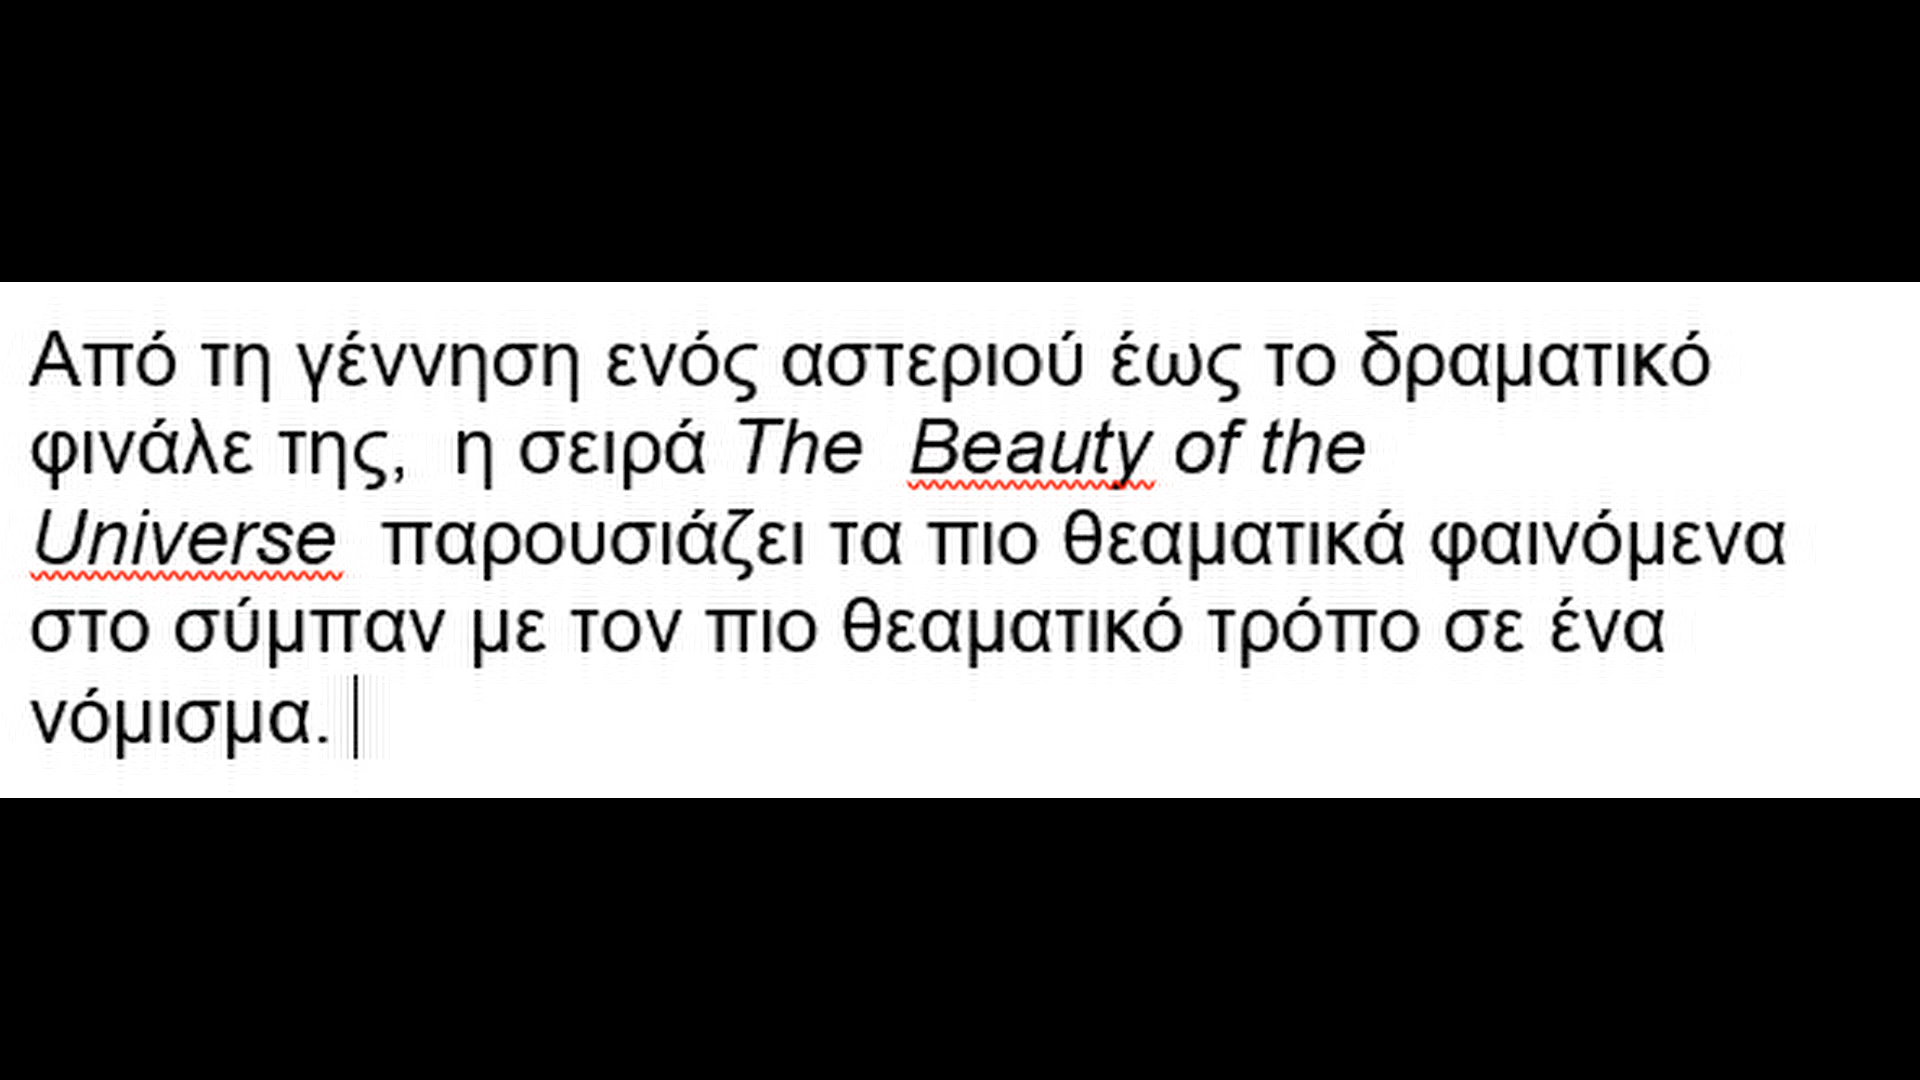 Από τη γέννηση ενός αστεριού έως το δραματικό
φινάλε της,  η σειρά The  Beauty of the
Universe  παρουσιάζει τα πιο θεαματικά φαινόμενα
στο σύμπαν με τον πιο θεαματικό τρόπο σε ένα
νόμισμα.